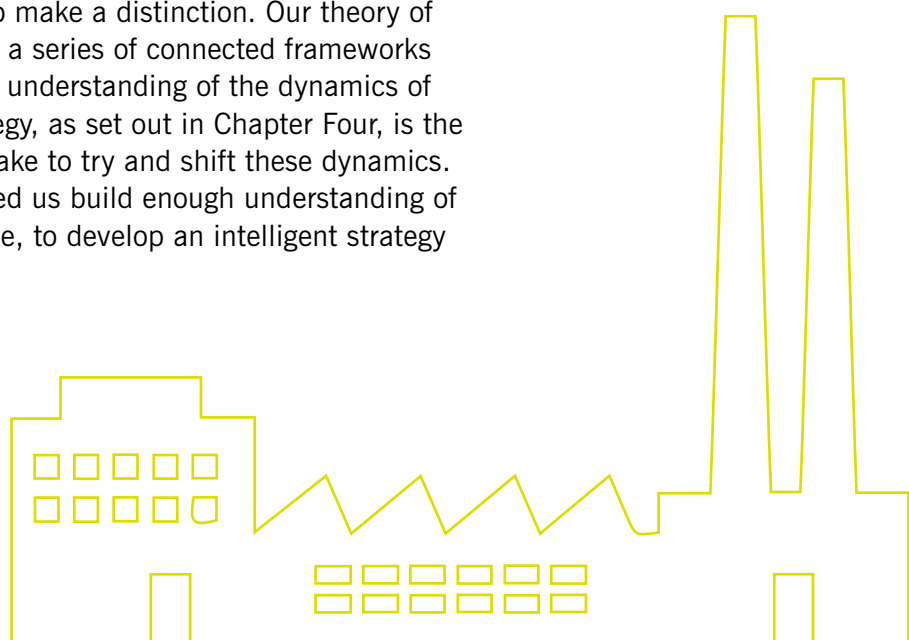 o make a distinction. Our theory of
a series of connected frameworks
understanding of the dynamics of
egy, as set out in Chapter Four, is the
ake to try and shift these dynamics.
ed us build enough understanding of
e, to develop an intelligent strategy